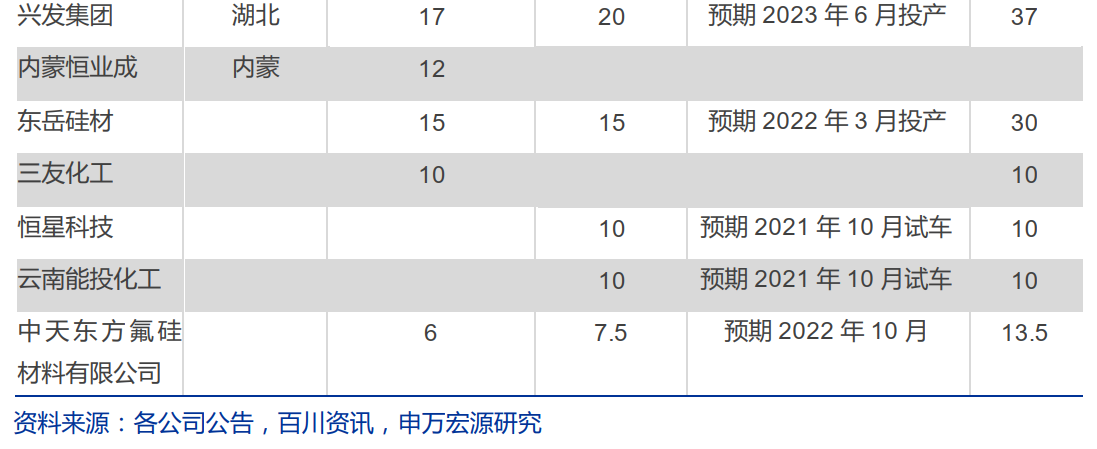 兴发集团 湖北 17 20 预期 2023 年 6 月投产 37
内蒙恒业成 内蒙 12
东岳硅材 15 15 预期 2022 年 3 月投产 30
三友化工 10 10
恒星科技 10 预期 2021 年 10 月试车 10
云南能投化工 10 预期 2021 年 10 月试车 10
中天东方氟硅 6 7.5 预期 2022 年 10 月 13.5
材料有限公司
资料来源：各公司公告，百川资讯，申万宏源研究